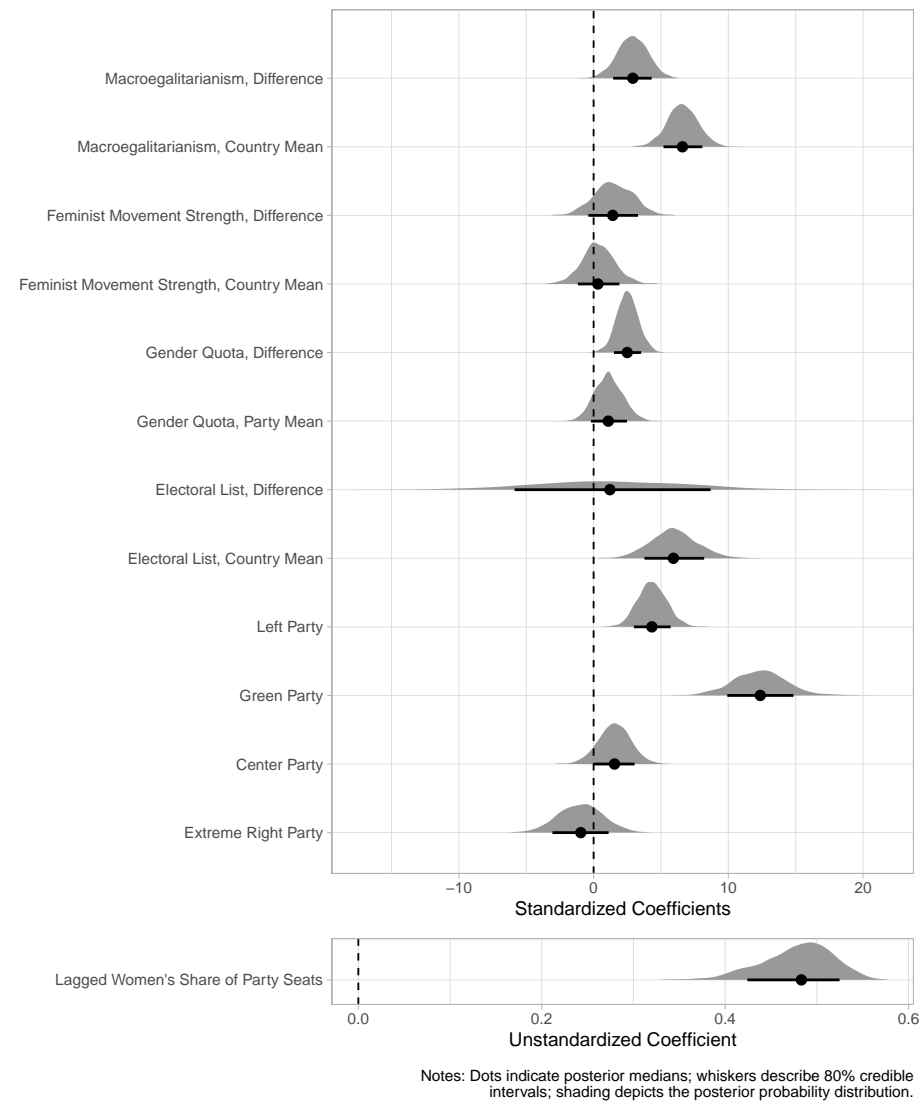 Macroegalitarianism, Difference
Macroegalitarianism, Country Mean
Feminist Movement Strength, Difference
Feminist Movement Strength, Country Mean
Gender Quota, Difference
Gender Quota, Party Mean
Electoral List, Difference
Electoral List, Country Mean
Left Party
Green Party
Center Party
Extreme Right Party
−10 0 10 20
Standardized Coefficients
Lagged Women's Share of Party Seats
0.0 0.2 0.4 0.6
Unstandardized Coefficient
Notes: Dots indicate posterior medians; whiskers describe 80% credible
intervals; shading depicts the posterior probability distribution.